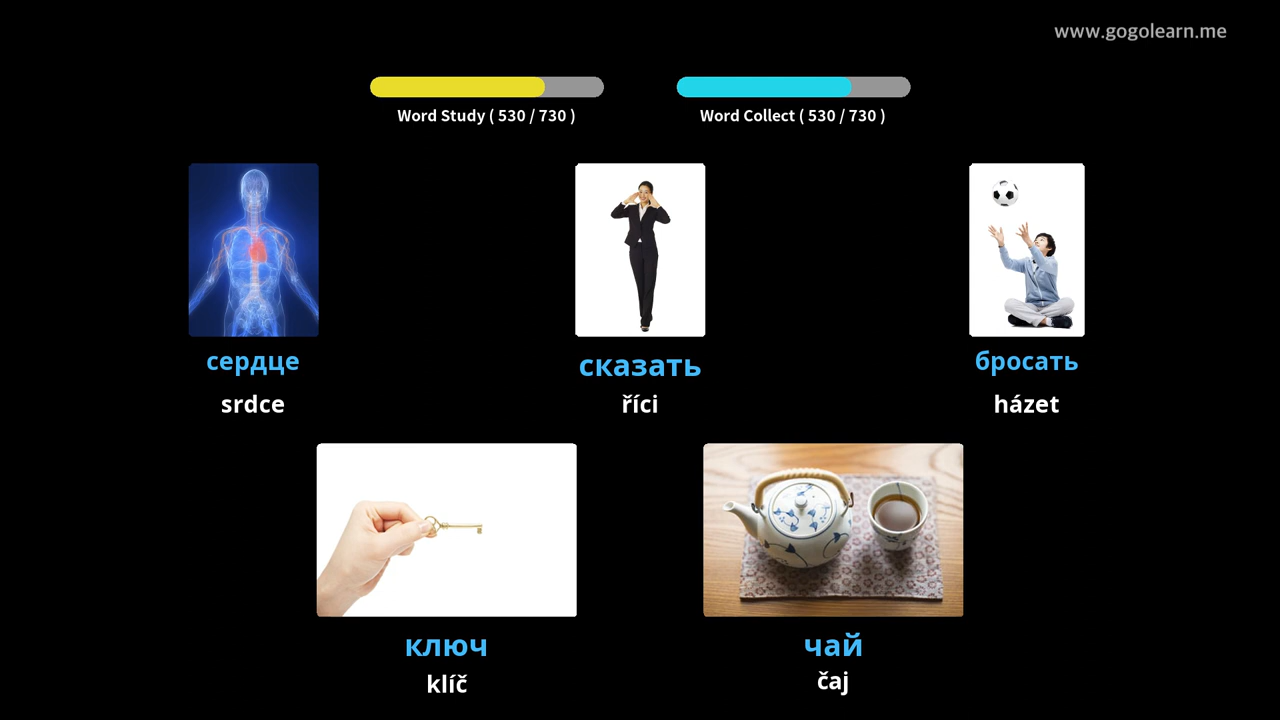 www.gogolearn.me
Word Study ( 530 / 730 )
Word Collect ( 530 / 730 )
сердце
сказать
бросать
srdce
říci
házet
ключ
чай
klíč
čaj